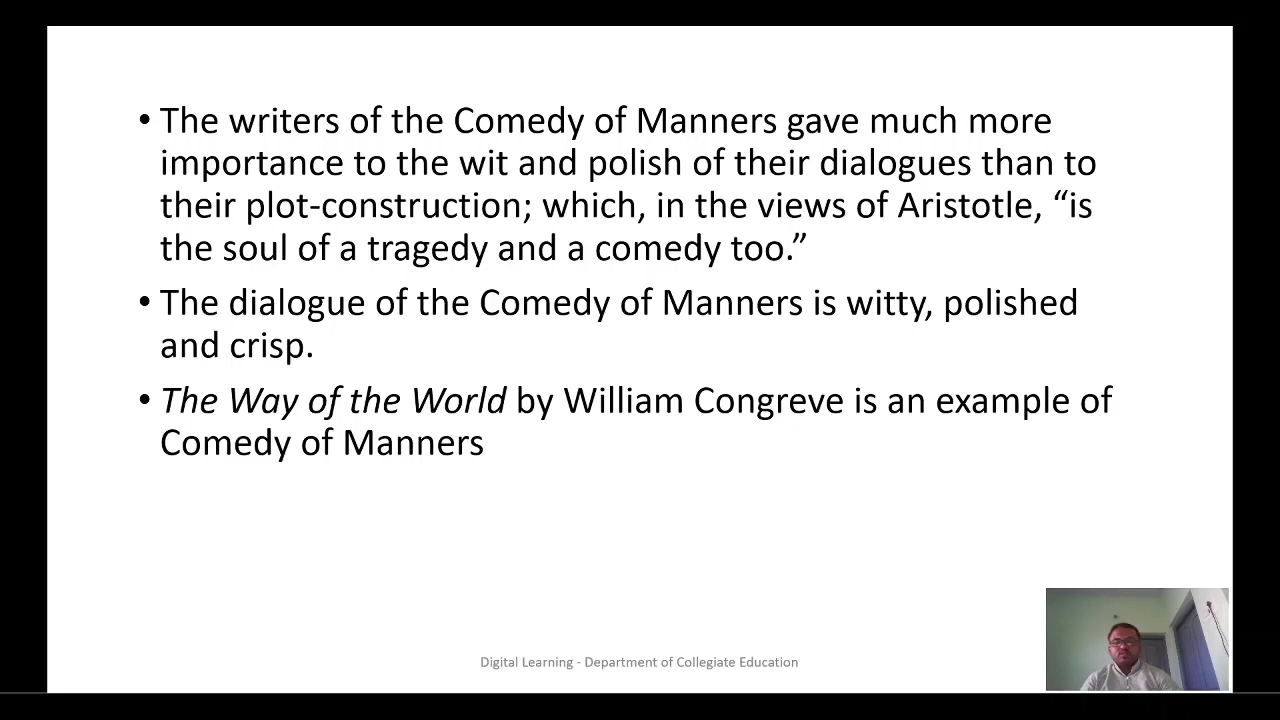 • The writers of the Comedy of Manners gave much more
importance to the wit and polish of their dialogues than to
their plot-construction; which, in the views of Aristotle, “is
the soul of a tragedy and a comedy too.”
• The dialogue of the Comedy of Manners is witty, polished
and crisp.
• The Way of the World by William Congreve is an example of
Comedy of Manners
Digital Learning - Department of Collegiate Education